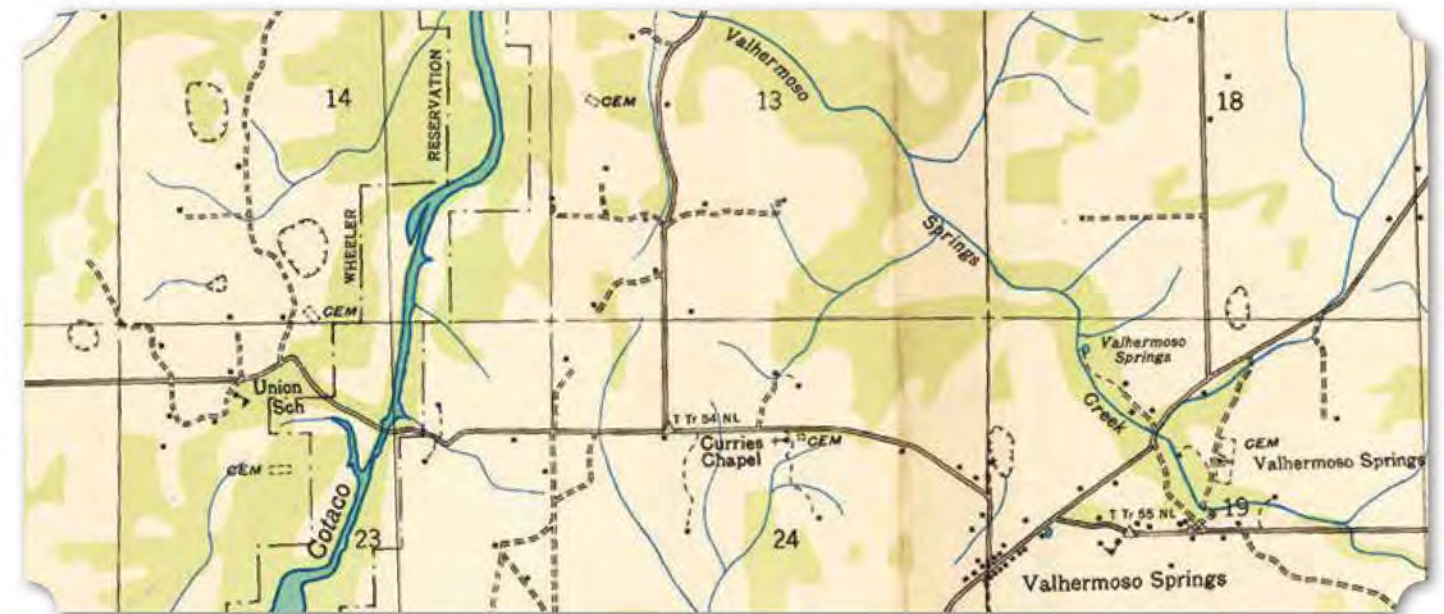 14
RESERVATION
CEM
13
Valhermoso
18
WHEELER
Springs
CEM
Valhermoso
Springs
Union
Sch
Creek
T Tr 54 NL
Curries
Chapel
CEM
CEM
Valhermoso Springs
CEM
Cotaco
23
24
T Tr 55 NL
19
Valhermoso Springs